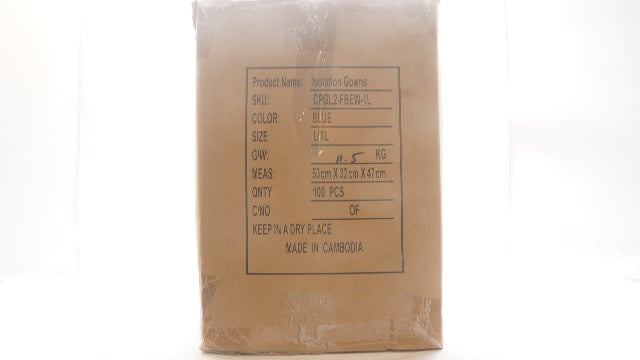 Product Name: Isolation Gowns
SKU: CPGL2-FBEW-1L
COLOR: BLUE
SIZE: L/XL
G/W: 11.5 KG
MEAS: 53cm X 32cm X 47cm
QNTY 100 PCS
C/NO OF
KEEP IN A DRY PLACE
MADE IN CAMBODIA